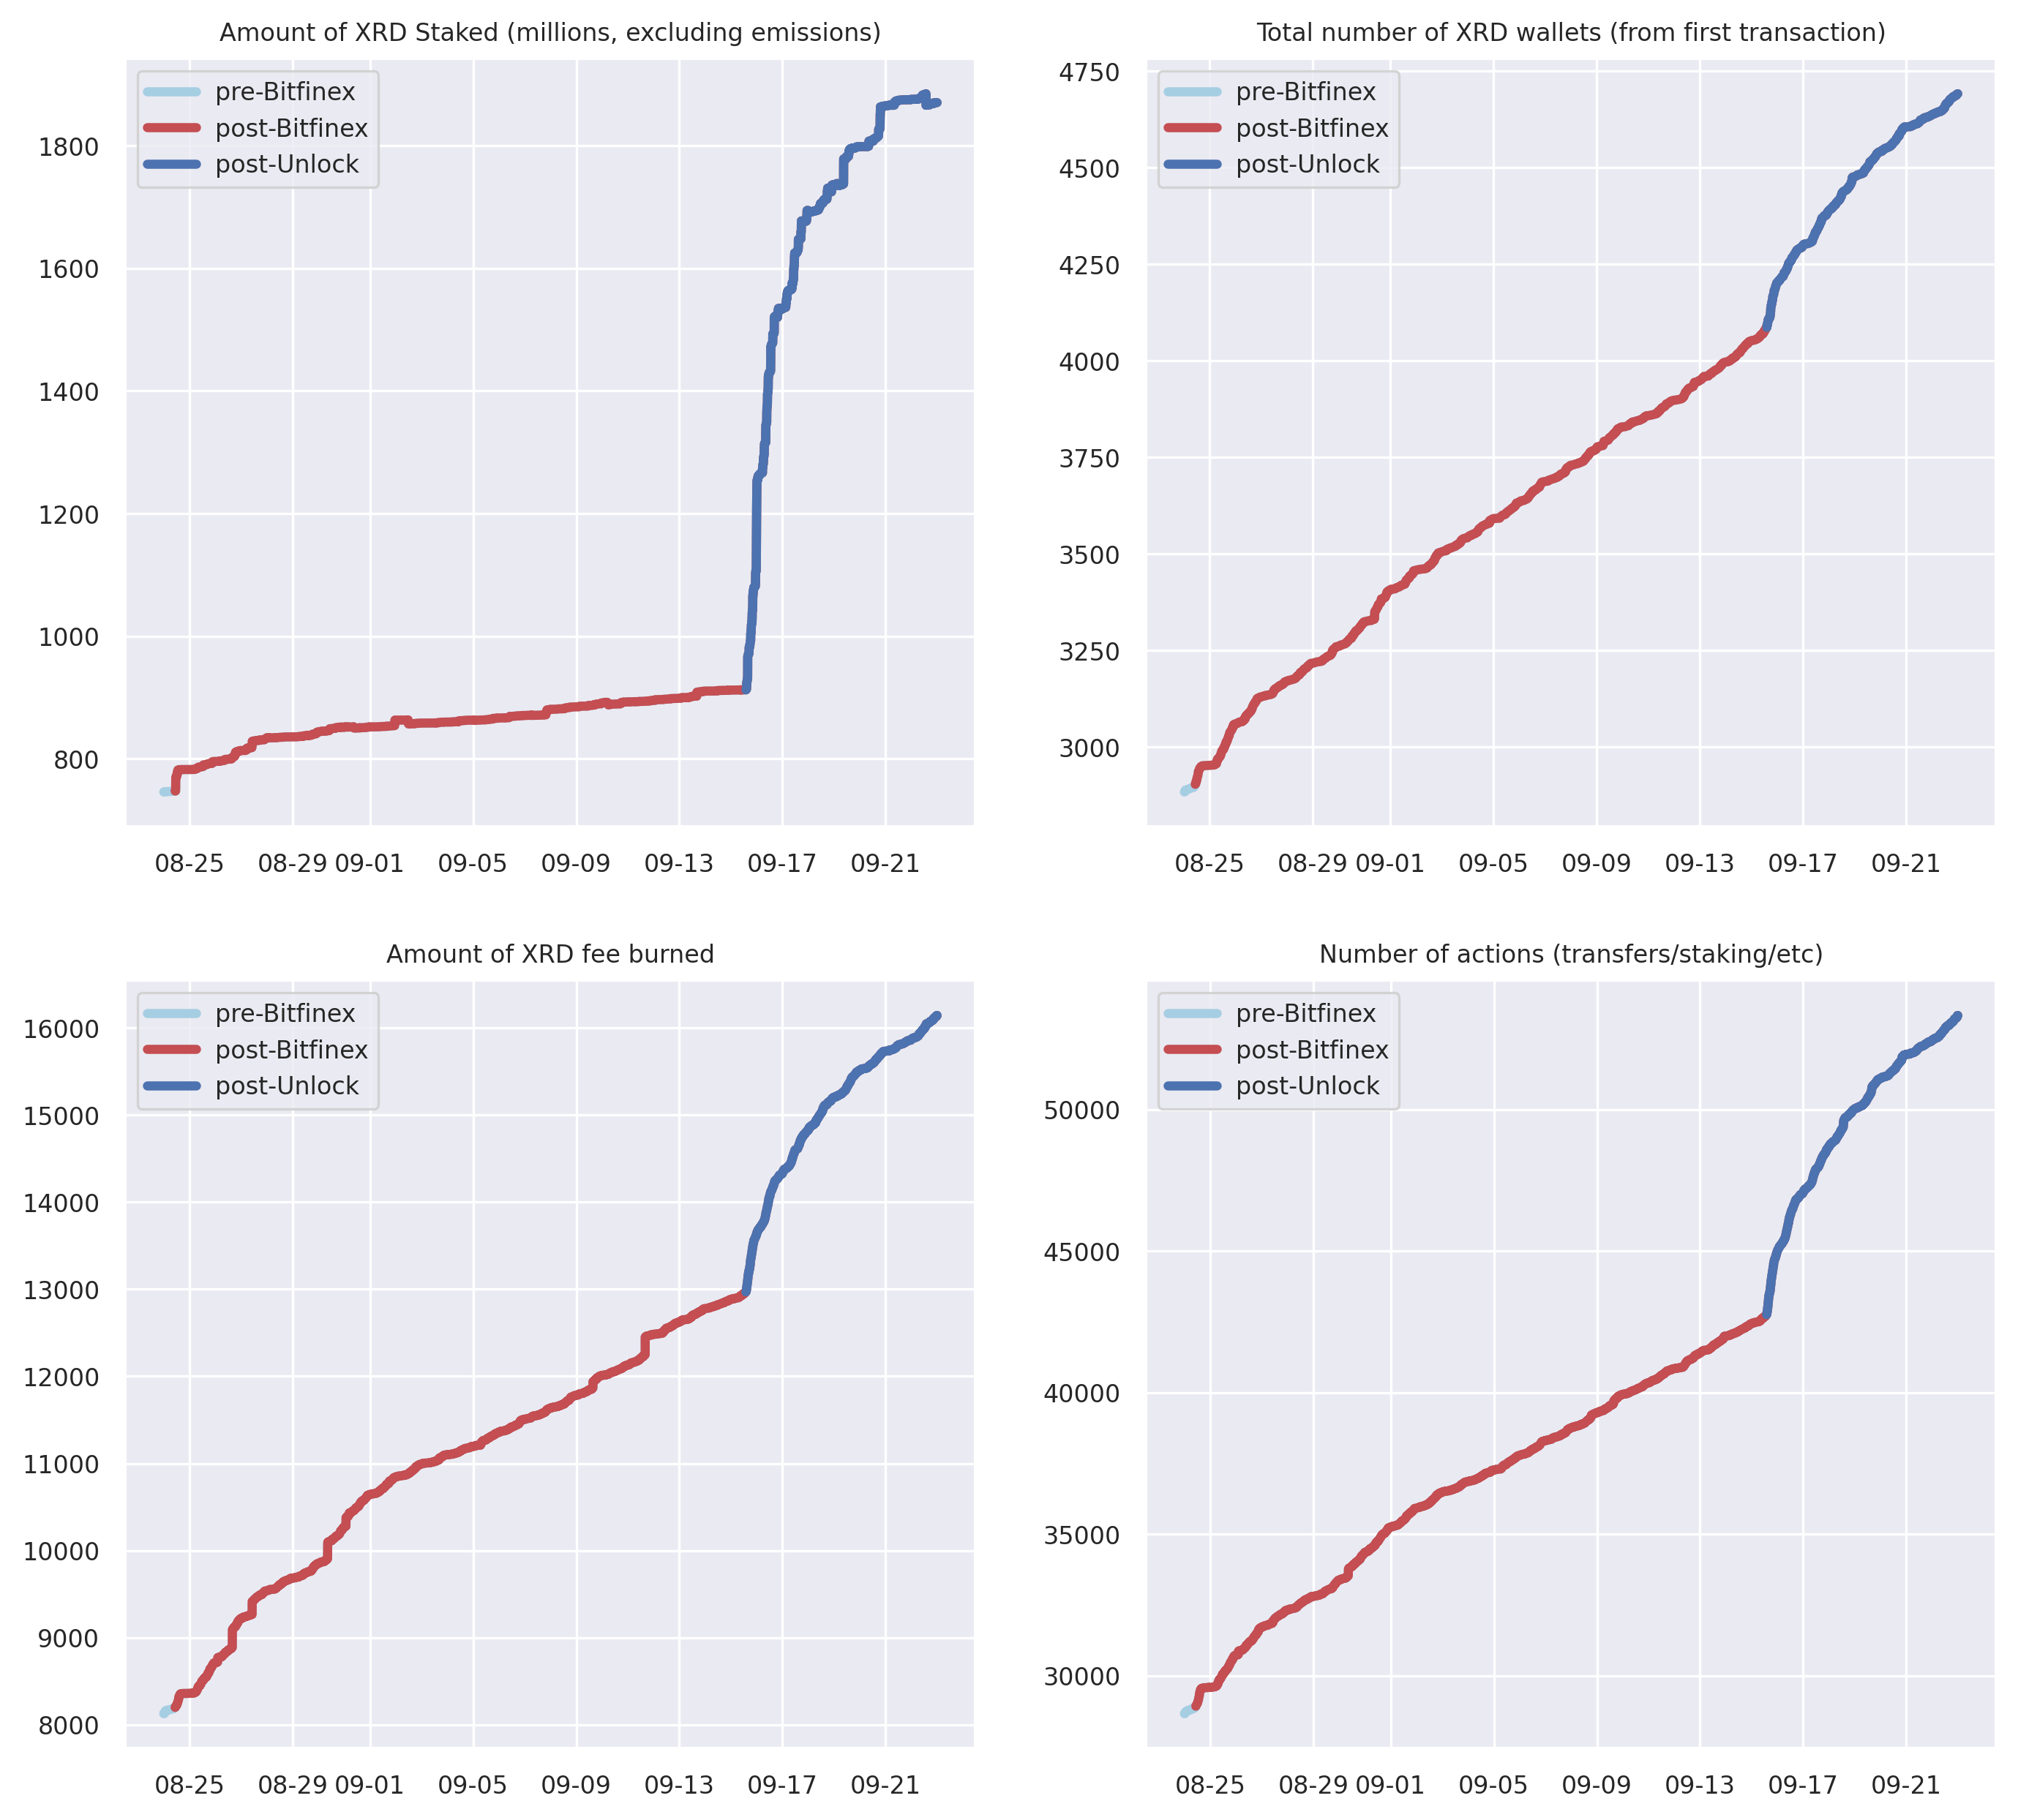 Amount of XRD Staked (millions, excluding emissions)
pre-Bitfinex
post-Bitfinex
post-Unlock
1800
1600
1400
1200
1000
800
08-25 08-29 09-01 09-05 09-09 09-13 09-17 09-21
Total number of XRD wallets (from first transaction)
pre-Bitfinex
post-Bitfinex
post-Unlock
4750
4500
4250
4000
3750
3500
3250
3000
08-25 08-29 09-01 09-05 09-09 09-13 09-17 09-21
Amount of XRD fee burned
pre-Bitfinex
post-Bitfinex
post-Unlock
16000
15000
14000
13000
12000
11000
10000
9000
8000
08-25 08-29 09-01 09-05 09-09 09-13 09-17 09-21
Number of actions (transfers/staking/etc)
pre-Bitfinex
post-Bitfinex
post-Unlock
50000
45000
40000
35000
30000
08-25 08-29 09-01 09-05 09-09 09-13 09-17 09-21